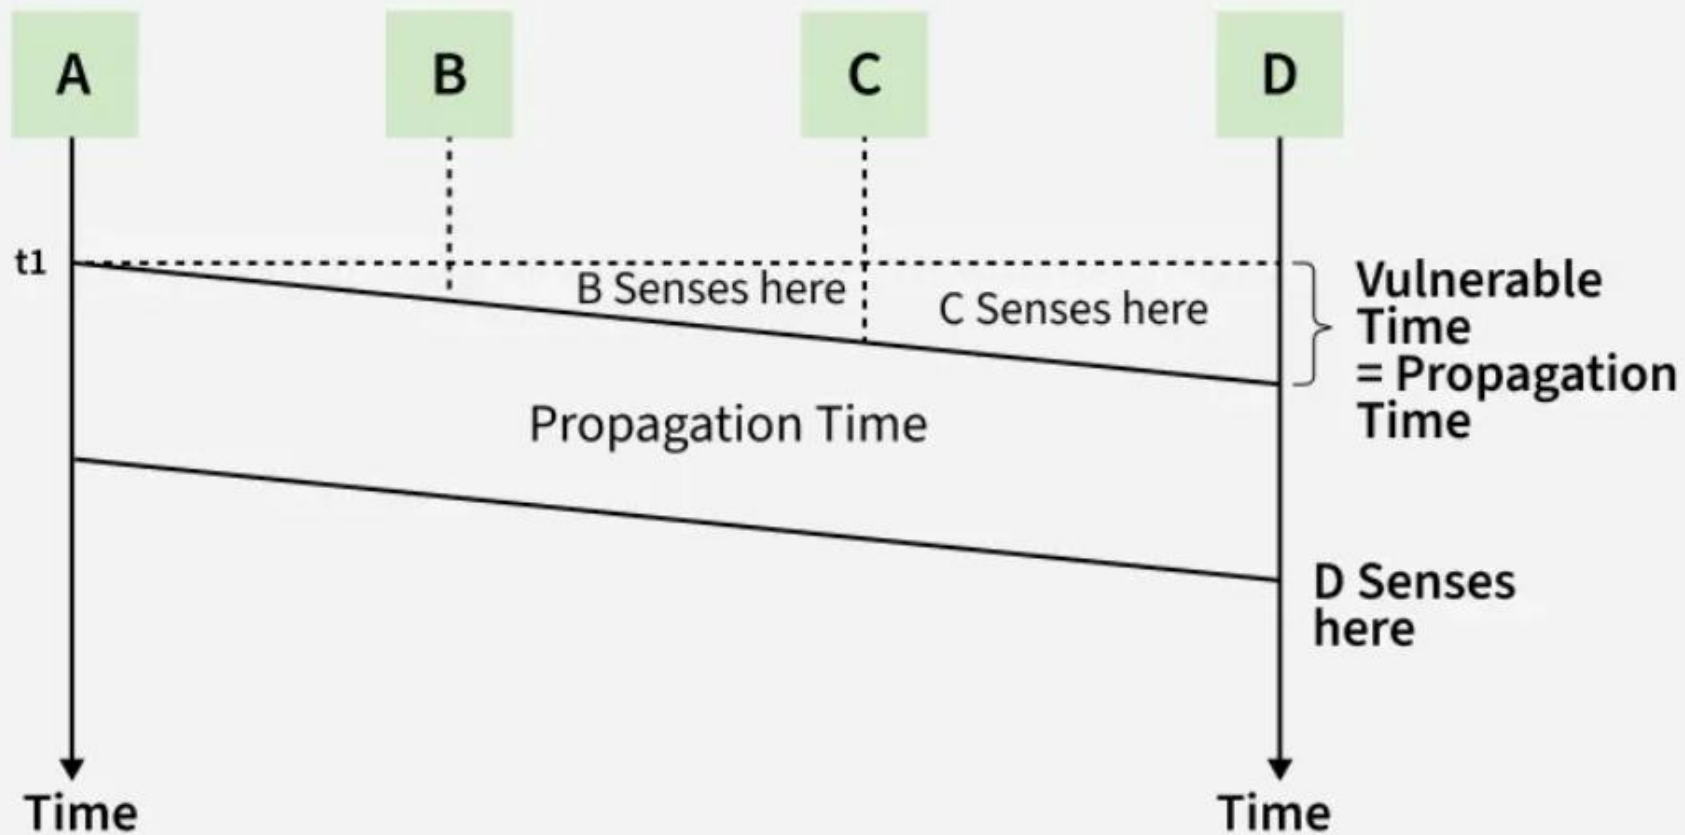 A
B
C
D
t1
B Senses here
C Senses here
Vulnerable
Time
= Propagation
Time
Propagation Time
D Senses
here
Time
Time